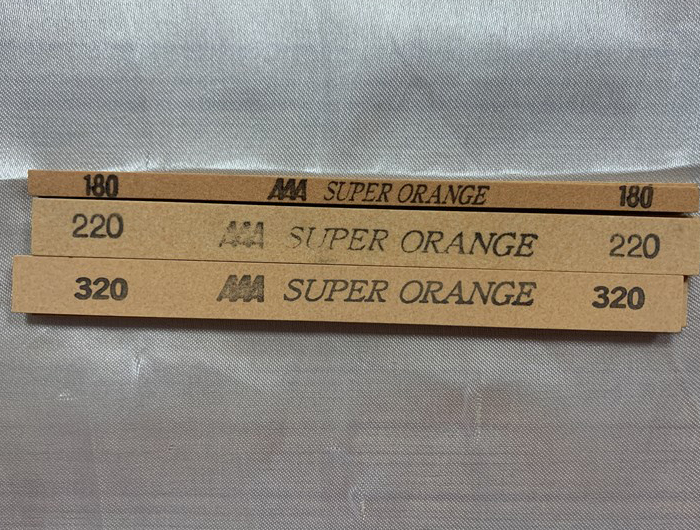 180 AAA SUPER ORANGE 180
220 AAA SUPER ORANGE 220
320 AAA SUPER ORANGE 320